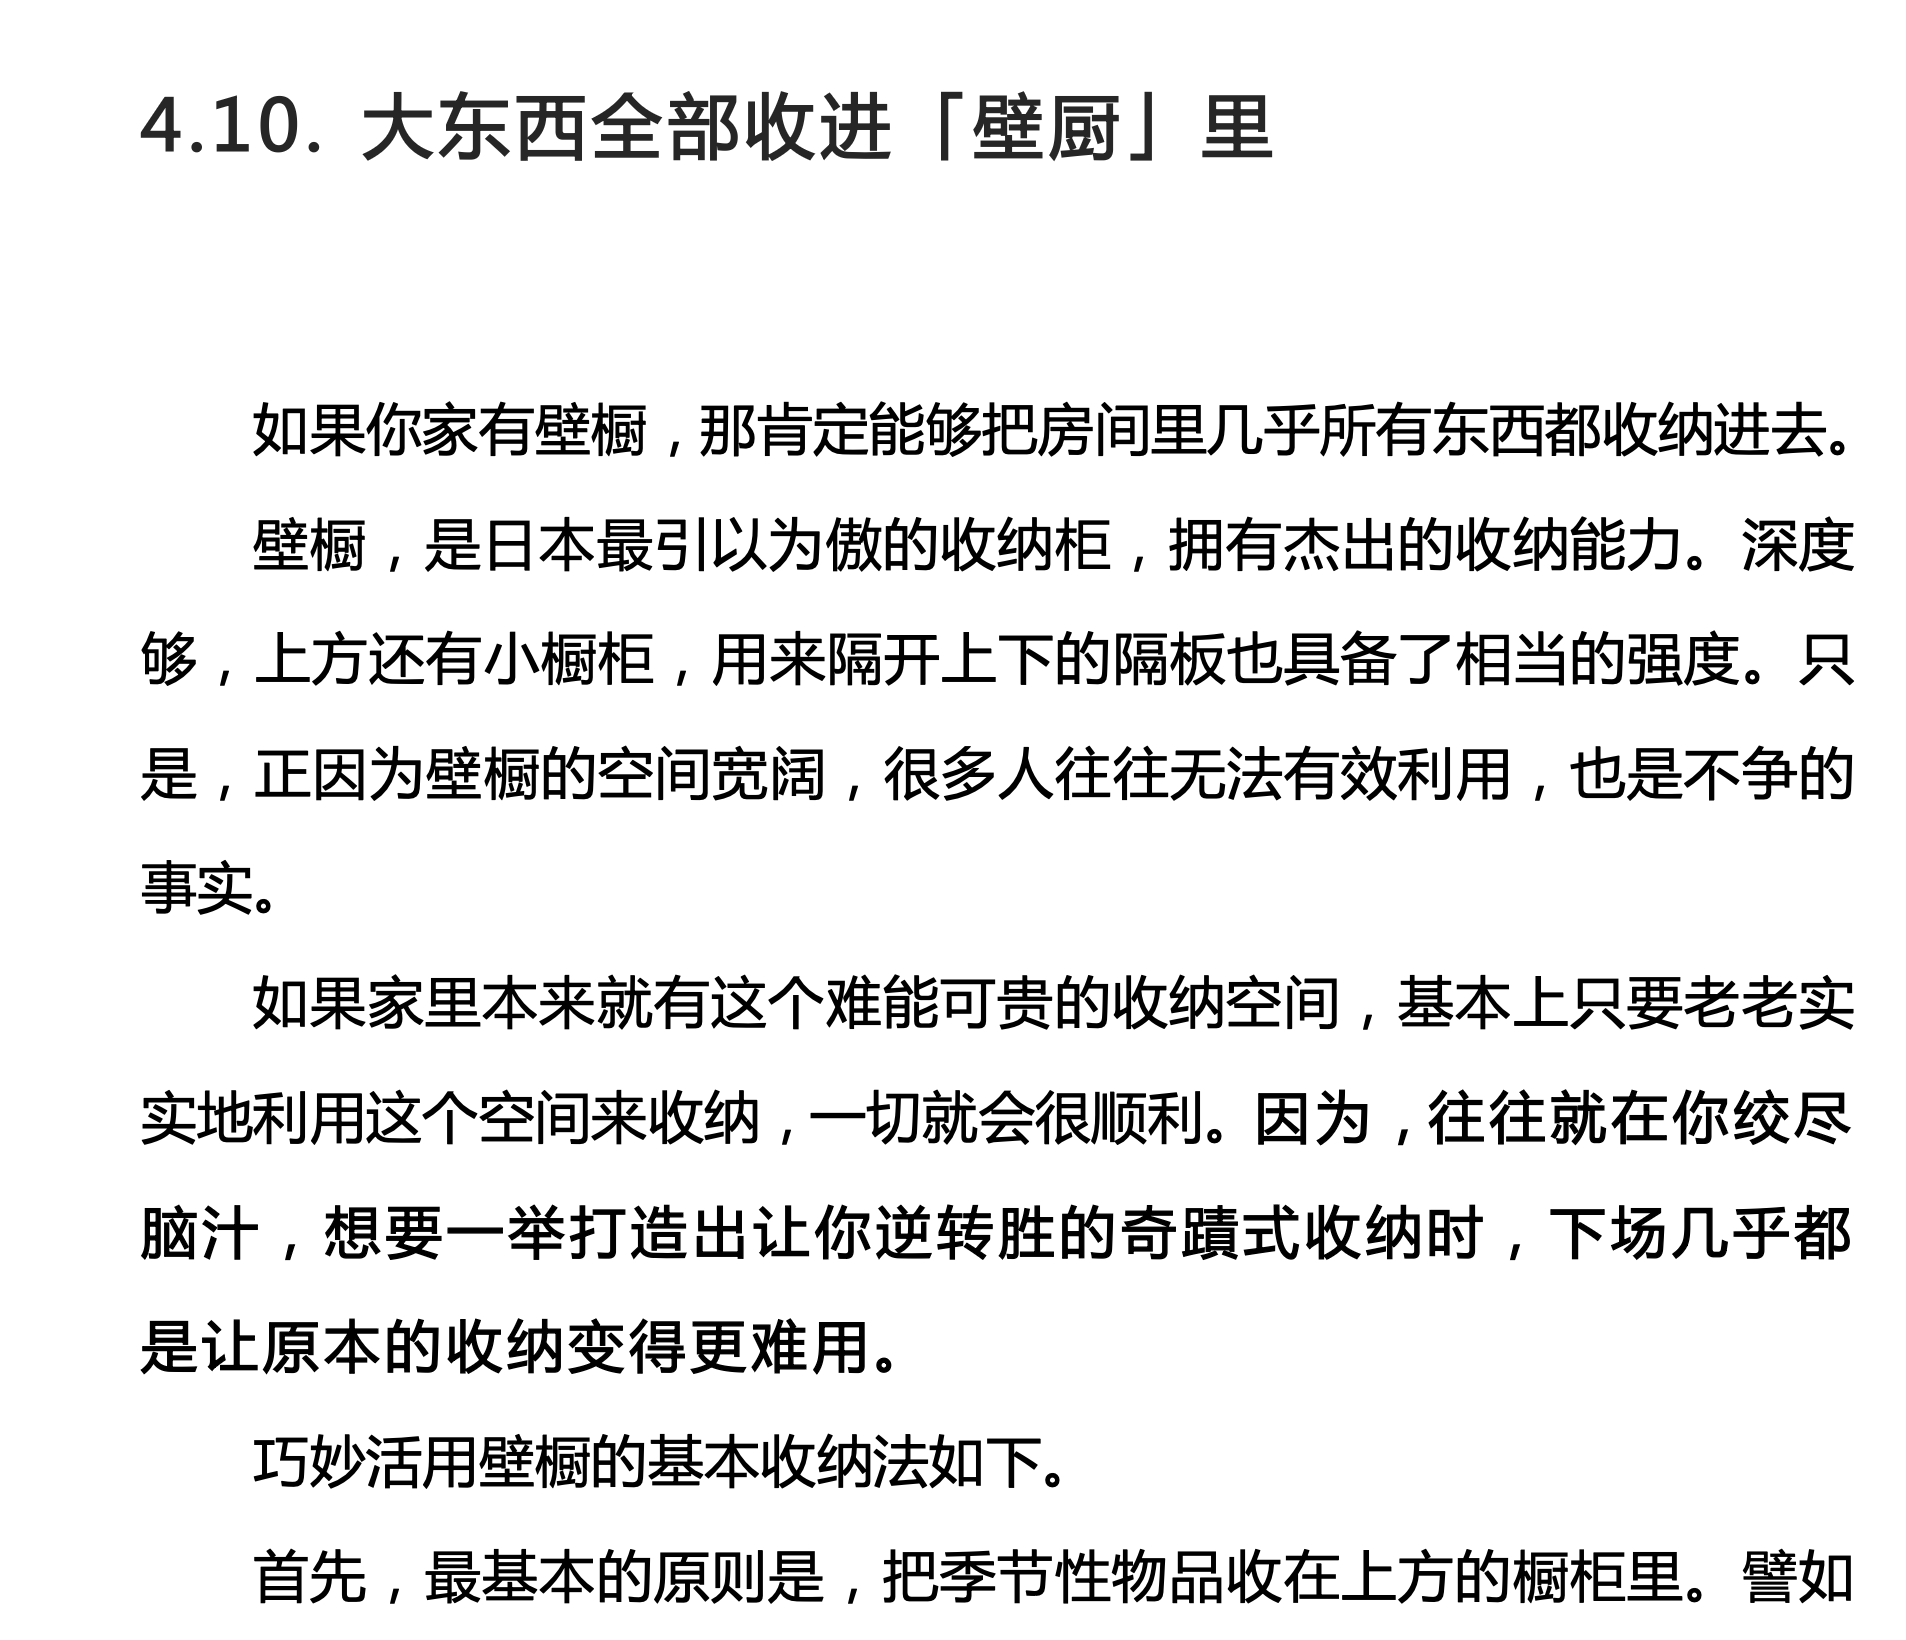 4.10. 大东西全部收进「壁厨」里
如果你家有壁橱，那肯定能够把房间里几乎所有东西都收纳进去。
壁橱，是日本最引以为傲的收纳柜，拥有杰出的收纳能力。深度
够，上方还有小橱柜，用来隔开上下的隔板也具备了相当的强度。只
是，正因为壁橱的空间宽阔，很多人往往无法有效利用，也是不争的
事实。
如果家里本来就有这个难能可贵的收纳空间，基本上只要老老实
实地利用这个空间来收纳，一切就会很顺利。因为，往往就在你绞尽
脑汁，想要一举打造出让你逆转胜的奇蹟式收纳时，下场几乎都
是让原本的收纳变得更难用。
巧妙活用壁橱的基本收纳法如下。
首先，最基本的原则是，把季节性物品收在上方的橱柜里。譬如